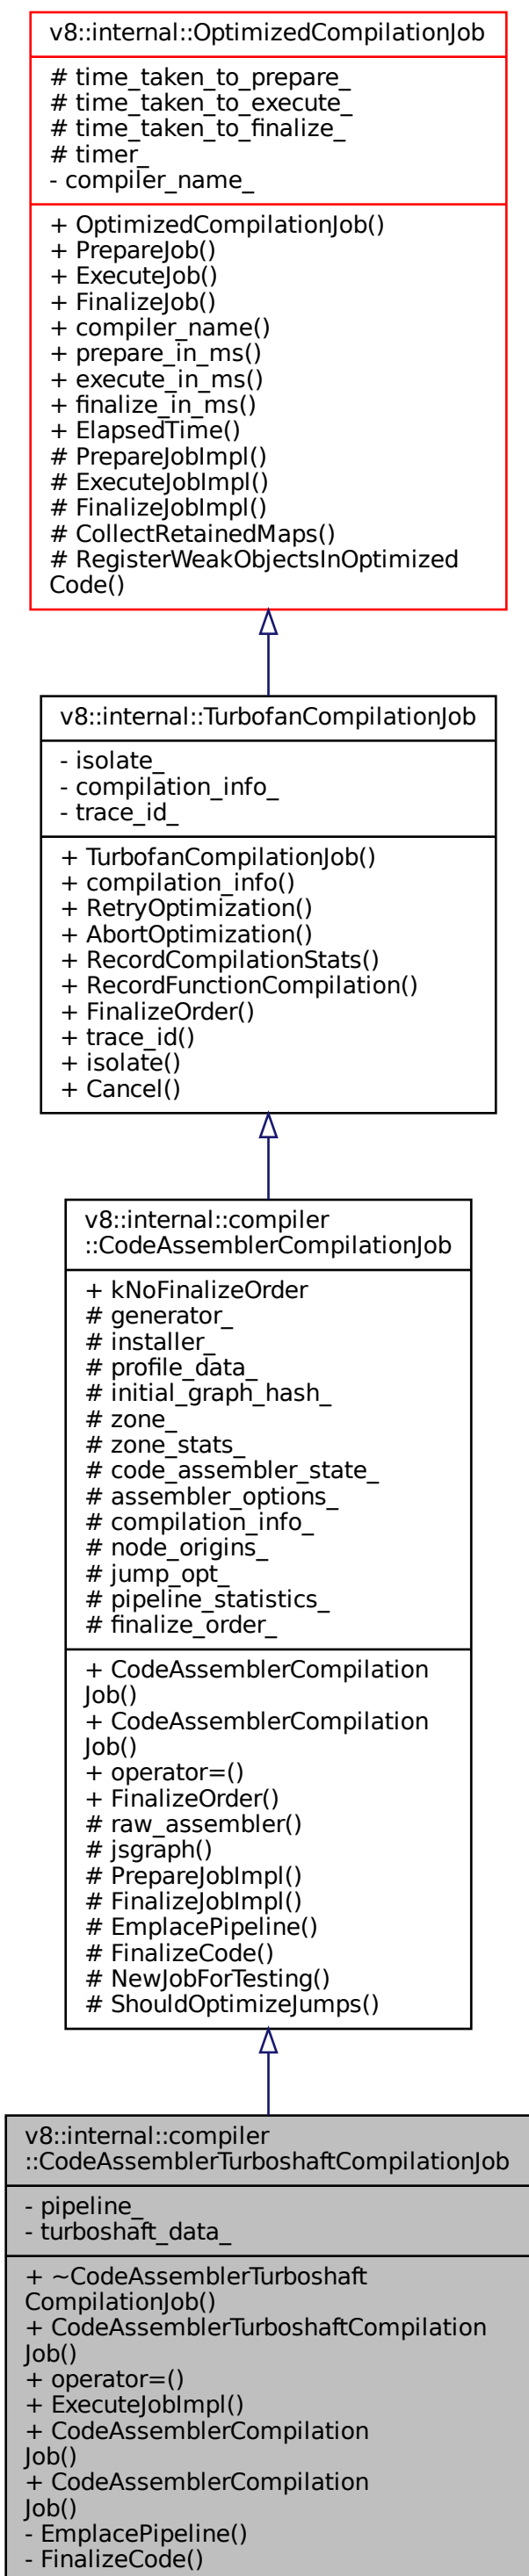 v8::internal::OptimizedCompilationJob
# time_taken_to_prepare_
# time_taken_to_execute_
# time_taken_to_finalize_
# timer_
- compiler_name_
+ OptimizedCompilationJob()
+ PrepareJob()
+ ExecuteJob()
+ FinalizeJob()
+ compiler_name()
+ prepare_in_ms()
+ execute_in_ms()
+ finalize_in_ms()
+ ElapsedTime()
# PrepareJobImpl()
# ExecuteJobImpl()
# FinalizeJobImpl()
# CollectRetainedMaps()
# RegisterWeakObjectsInOptimized
Code()
v8::internal::TurbofanCompilationJob
- isolate_
- compilation_info_
- trace_id_
+ TurbofanCompilationJob()
+ compilation_info()
+ RetryOptimization()
+ AbortOptimization()
+ RecordCompilationStats()
+ RecordFunctionCompilation()
+ FinalizeOrder()
+ trace_id()
+ isolate()
+ Cancel()
v8::internal::compiler
::CodeAssemblerCompilationJob
+ kNoFinalizeOrder
# generator_
# installer_
# profile_data_
# initial_graph_hash_
# zone_
# zone_stats_
# code_assembler_state_
# assembler_options_
# compilation_info_
# node_origins_
# jump_opt_
# pipeline_statistics_
# finalize_order_
+ CodeAssemblerCompilation
Job()
+ CodeAssemblerCompilation
Job()
+ operator=()
+ FinalizeOrder()
# raw_assembler()
# jsgraph()
# PrepareJobImpl()
# FinalizeJobImpl()
# EmplacePipeline()
# FinalizeCode()
# NewJobForTesting()
# ShouldOptimizeJumps()
v8::internal::compiler
::CodeAssemblerTurboshaftCompilationJob
- pipeline_
- turboshaft_data_
+ ~CodeAssemblerTurboshaft
CompilationJob()
+ CodeAssemblerTurboshaftCompilation
Job()
+ operator=()
+ ExecuteJobImpl()
+ CodeAssemblerCompilation
Job()
+ CodeAssemblerCompilation
Job()
- EmplacePipeline()
- FinalizeCode()